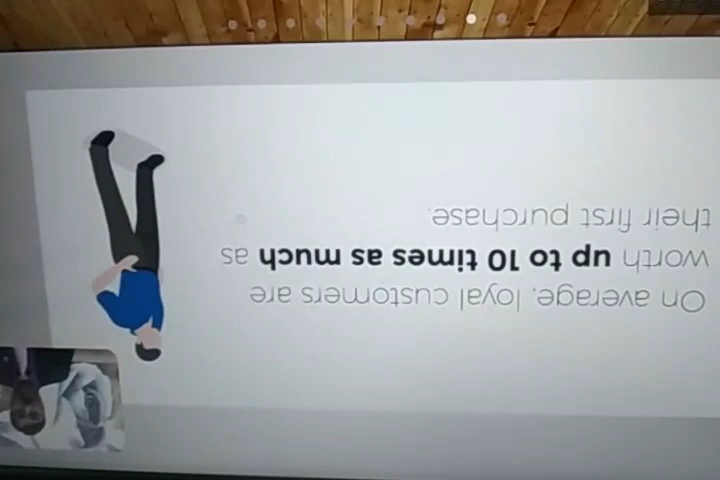 On average, loyal customers are
worth up to 10 times as much as
their first purchase.